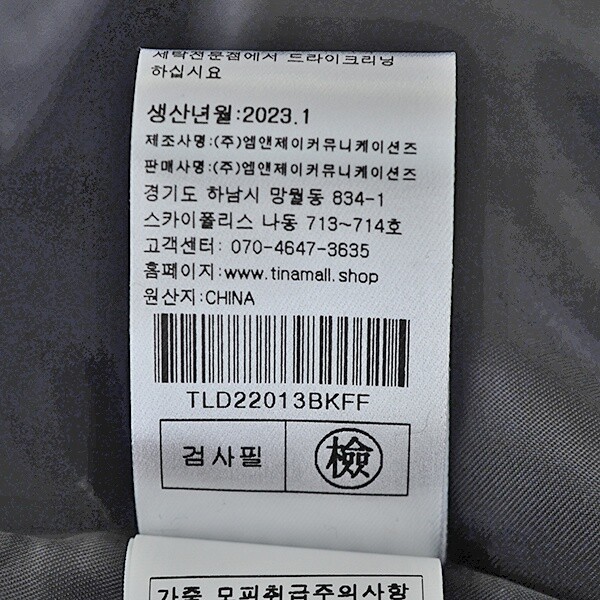 세탁전문점에서 드라이크리닝
하십시요
생산년월:2023.1
제조사명:(주)엠앤제이커뮤니케이션즈
판매사명:(주)엠앤제이커뮤니케이션즈
경기도 하남시 망월동 834-1
스카이폴리스 나동 713~714호
고객센터: 070-4647-3635
홈페이지:www.tinamall.shop
원산지:CHINA
TLD22013BKFF
검사필 檢
가죽 모피취급주의사항